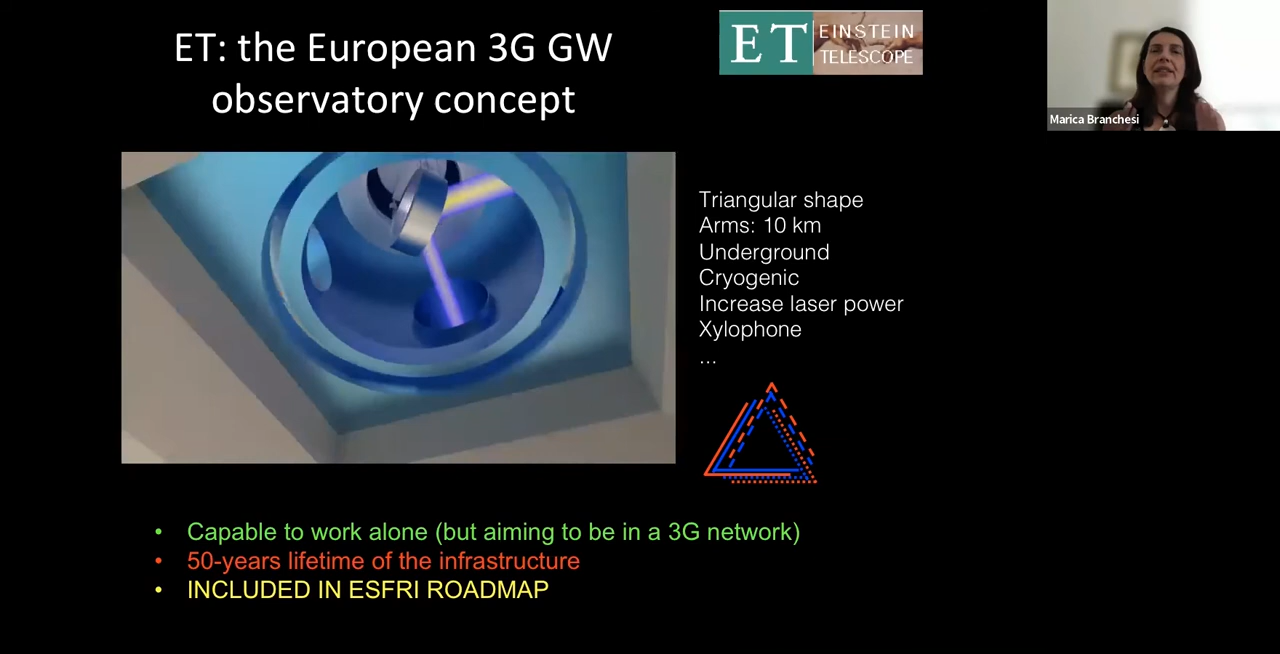 ET: the European 3G GW
observatory concept
ET EINSTEIN
TELESCOPE
Marica Branchesi
Triangular shape
Arms: 10 km
Underground
Cryogenic
Increase laser power
Xylophone
...
• Capable to work alone (but aiming to be in a 3G network)
• 50-years lifetime of the infrastructure
• INCLUDED IN ESFRI ROADMAP